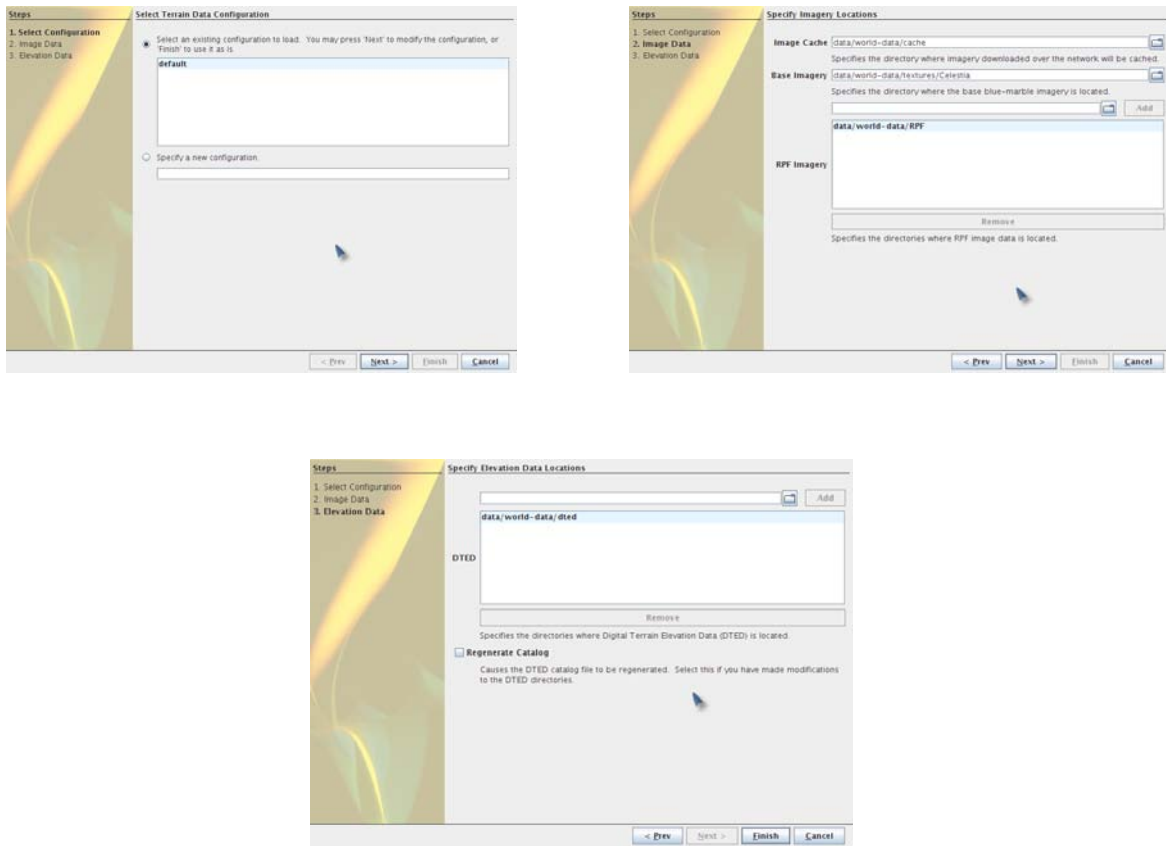 Steps
1. Select Configuration
2. Image Data
3. Elevation Data
Select Terrain Data Configuration
Select an existing configuration to load. You may press 'Next' to modify the configuration, or
'Finish' to use it as is.
default
Specify a new configuration.
< Prev
Next >
Finish
Cancel
Steps
1. Select Configuration
2. Image Data
3. Elevation Data
Specify Imagery Locations
Image Cache data/world-data/cache
Specifies the directory where imagery downloaded over the network will be cached.
Base Imagery data/world-data/textures/Celestia
Specifies the directory where the base blue-marble imagery is located.
Add
data/world-data/RPF
RPF Imagery
Remove
Specifies the directories where RPF image data is located.
< Prev
Next >
Finish
Cancel
Steps
1. Select Configuration
2. Image Data
3. Elevation Data
Specify Elevation Data Locations
Add
data/world-data/dted
DTED
Remove
Specifies the directories where Digital Terrain Elevation Data (DTED) is located.
Regenerate Catalog
Causes the DTED catalog file to be regenerated. Select this if you have made modifications
to the DTED directories.
< Prev
Next >
Finish
Cancel